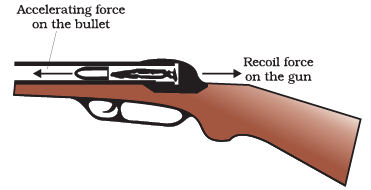 Accelerating force
on the bullet
Recoil force
on the gun